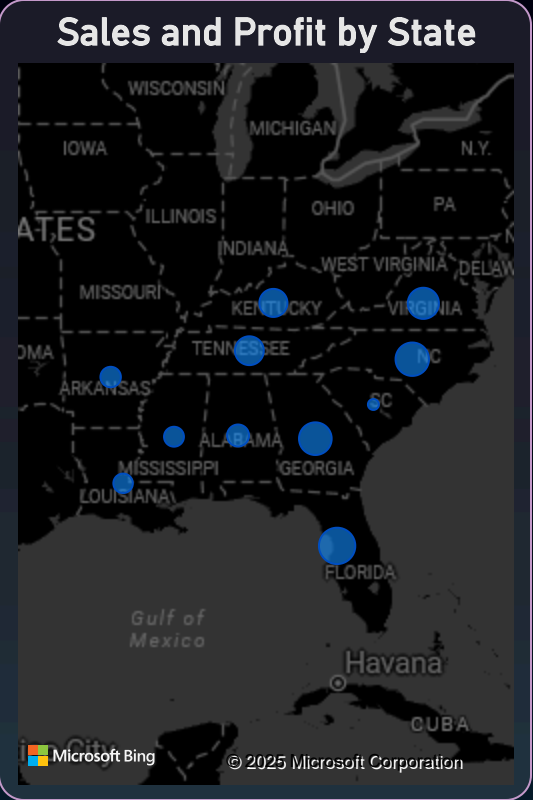 Sales and Profit by State
WISCONSIN
MICHIGAN
IOWA
N.Y.
ILLINOIS
OHIO
PA
ATES
INDIANA
WEST VIRGINIA
DELAW
MISSOURI
KENTUCKY
VIRGINIA
TENNESSEE
NC
OMA
ARKANSAS
SC
ALABAMA
MISSISSIPPI
GEORGIA
LOUISIANA
FLORIDA
Gulf of
Mexico
Havana
CUBA
City
Microsoft Bing
© 2025 Microsoft Corporation